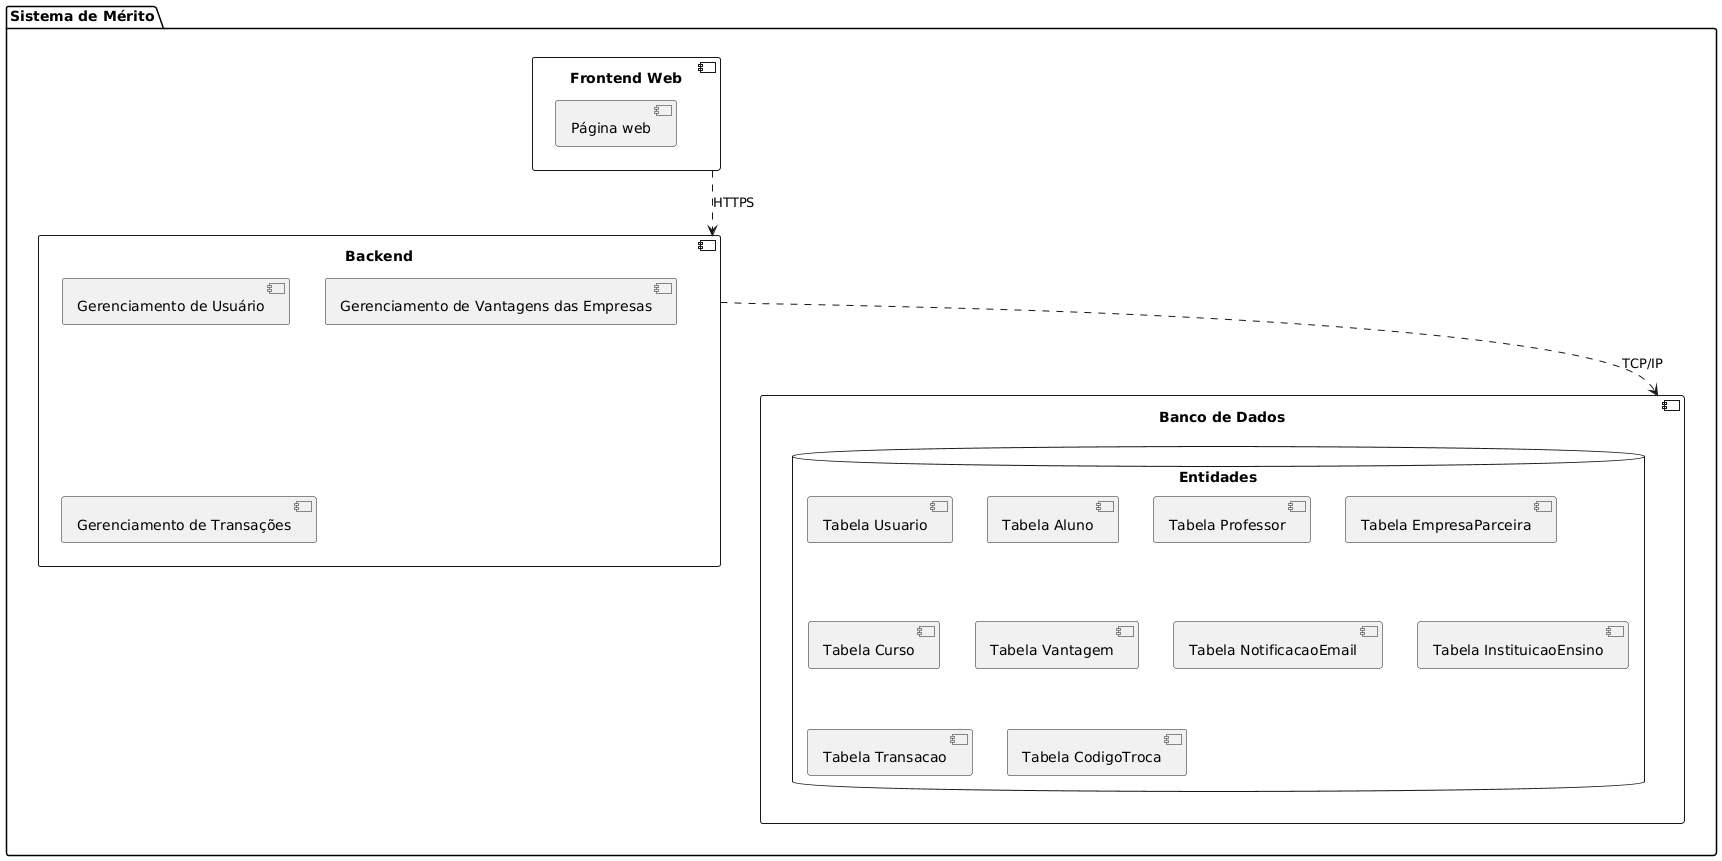 Sistema de Mérito
Frontend Web
Página web
HTTPS
Backend
Gerenciamento de Usuário
Gerenciamento de Vantagens das Empresas
Gerenciamento de Transações
TCP/IP
Banco de Dados
Entidades
Tabela Usuario
Tabela Aluno
Tabela Professor
Tabela EmpresaParceira
Tabela Curso
Tabela Vantagem
Tabela NotificacaoEmail
Tabela InstituicaoEnsino
Tabela Transacao
Tabela CodigoTroca